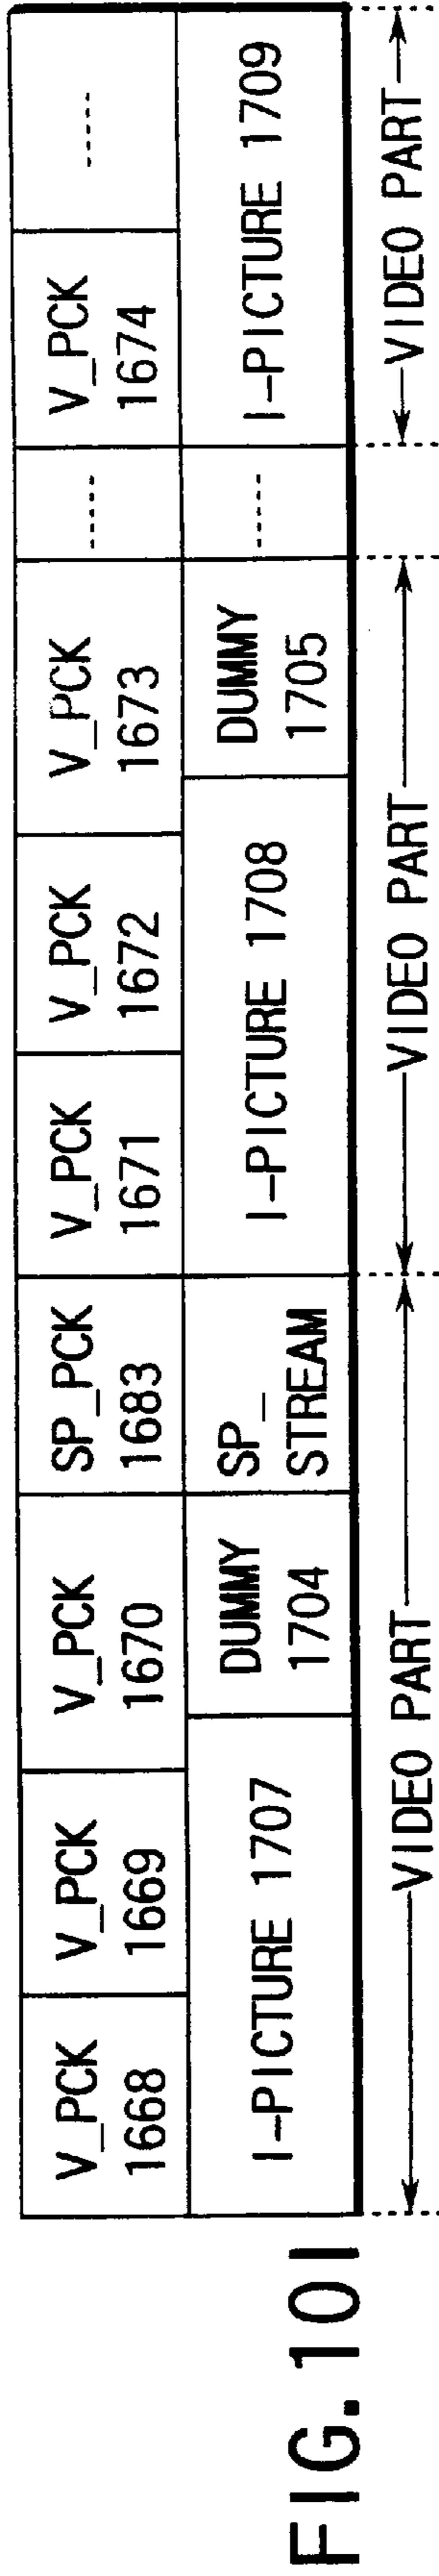 V_PCK
1668
V_PCK
1669
V_PCK
1670
SP_PCK
1683
V_PCK
1671
V_PCK
1672
V_PCK
1673
-----
V_PCK
1674
-----
I-PICTURE 1707
DUMMY
1704
SP_
STREAM
I-PICTURE 1708
DUMMY
1705
-----
I-PICTURE 1709
VIDEO PART
VIDEO PART
VIDEO PART
FIG. 10I